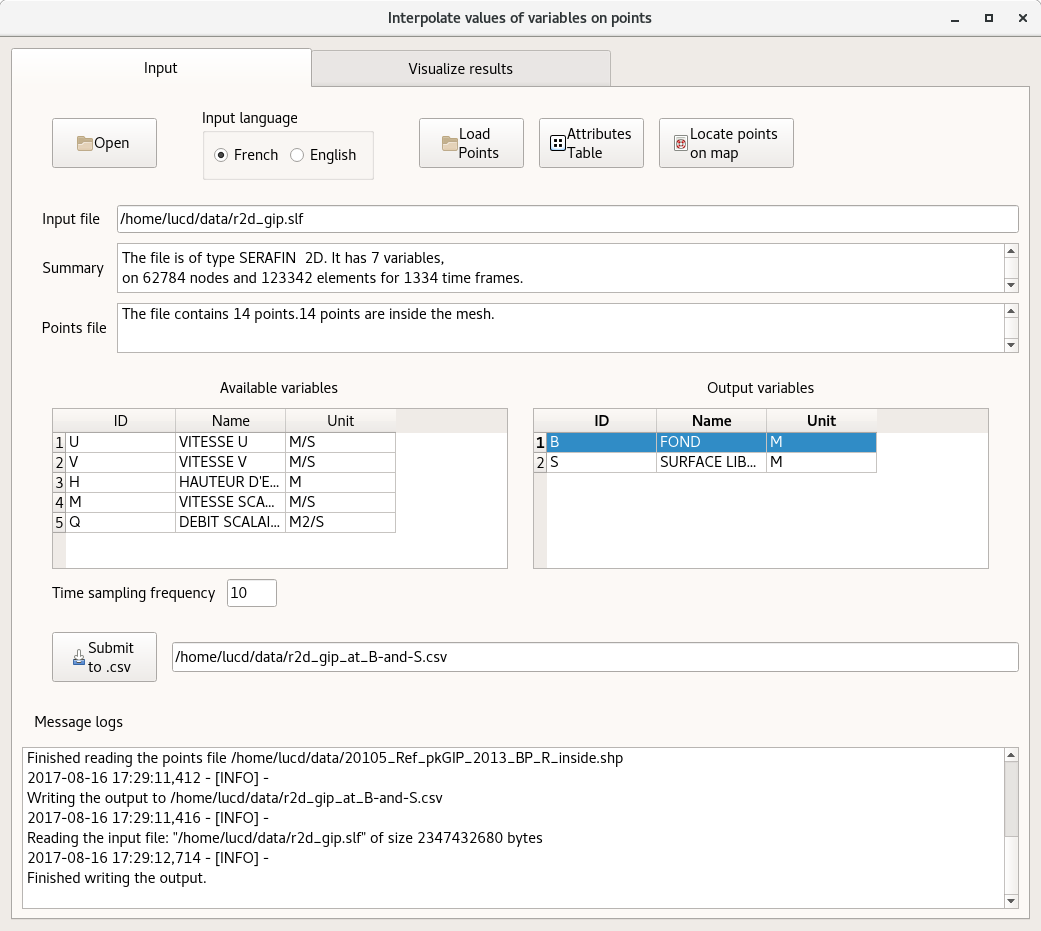 Interpolate values of variables on points
Input
Visualize results
Open
Input language
French
English
Load
Points
Attributes
Table
Locate points
on map
Input file
/home/lucd/data/r2d_gip.slf
Summary
The file is of type SERAFIN  2D. It has 7 variables,
on 62784 nodes and 123342 elements for 1334 time frames.
Points file
The file contains 14 points.14 points are inside the mesh.
Available variables
ID Name Unit
1 U VITESSE U M/S
2 V VITESSE V M/S
3 H HAUTEUR D'E... M
4 M VITESSE SCA... M/S
5 Q DEBIT SCALAI... M2/S
Output variables
ID Name Unit
1 B FOND M
2 S SURFACE LIB... M
Time sampling frequency 10
Submit
to .csv
/home/lucd/data/r2d_gip_at_B-and-S.csv
Message logs
Finished reading the points file /home/lucd/data/20105_Ref_pkGIP_2013_BP_R_inside.shp
2017-08-16 17:29:11,412 - [INFO] -
Writing the output to /home/lucd/data/r2d_gip_at_B-and-S.csv
2017-08-16 17:29:11,416 - [INFO] -
Reading the input file: "/home/lucd/data/r2d_gip.slf" of size 2347432680 bytes
2017-08-16 17:29:12,714 - [INFO] -
Finished writing the output.